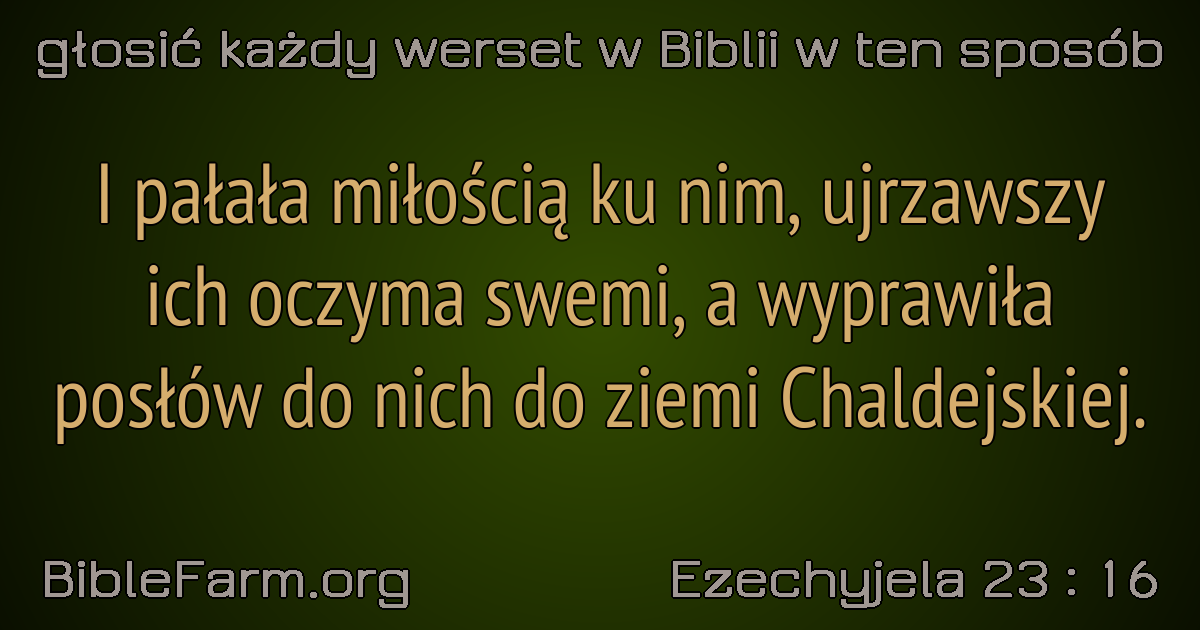 głosić każdy werset w Biblii w ten sposób
I pałała miłością ku nim, ujrzawszy
ich oczyma swemi, a wyprawiła
posłów do nich do ziemi Chaldejskiej.
BibleFarm.org
Ezechyjela 23 : 16